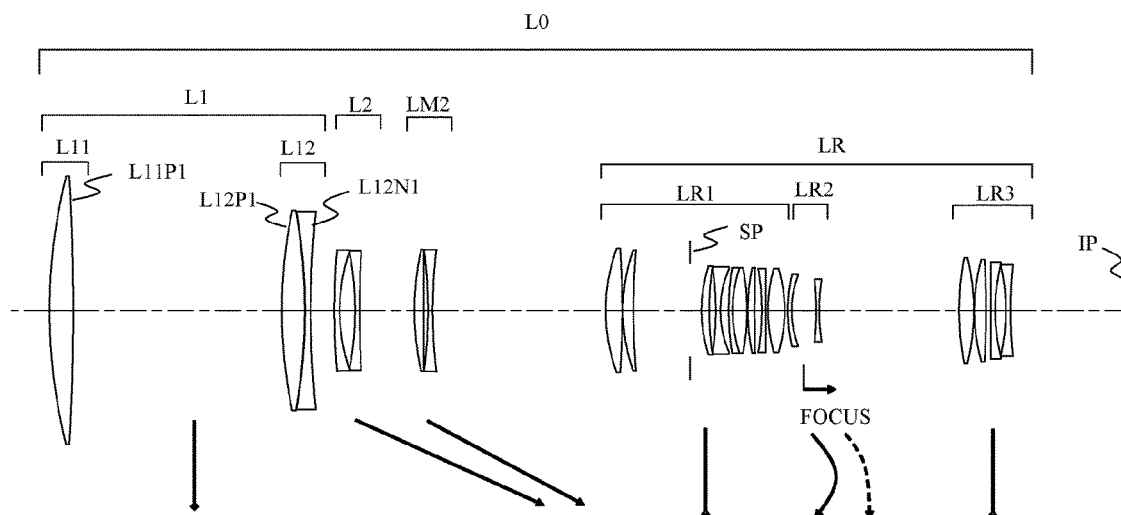 L0
L1
L2
LM2
L11
L12
LR
L11P1
L12P1
L12N1
LR1
LR2
LR3
SP
IP
FOCUS